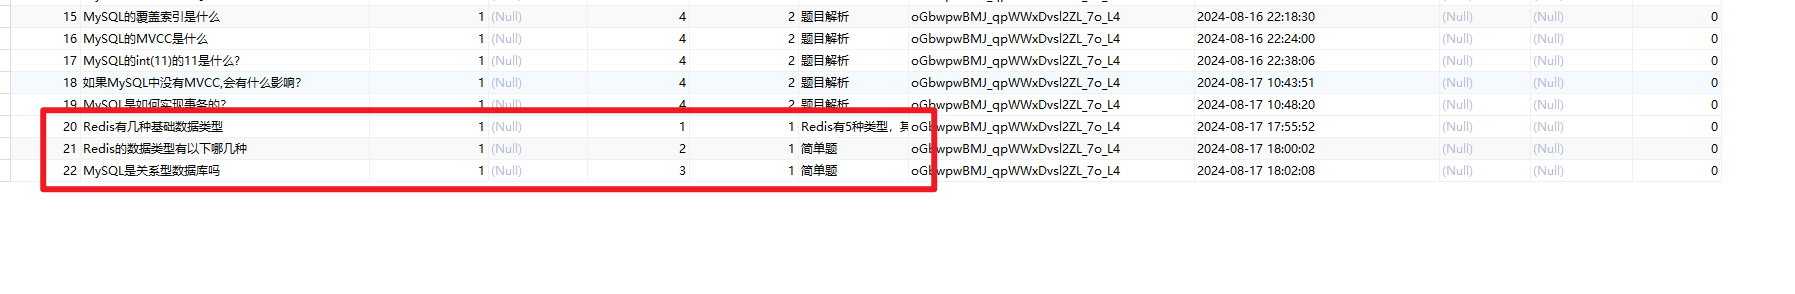 15 MySQL的覆盖索引是什么 1 (Null) 4 2 题目解析 oGbwpwBMJ_qpWWxDvsl2ZL_7o_L4 2024-08-16 22:18:30 (Null) (Null) 0
16 MySQL的MVCC是什么 1 (Null) 4 2 题目解析 oGbwpwBMJ_qpWWxDvsl2ZL_7o_L4 2024-08-16 22:24:00 (Null) (Null) 0
17 MySQL的int(11)的11是什么? 1 (Null) 4 2 题目解析 oGbwpwBMJ_qpWWxDvsl2ZL_7o_L4 2024-08-16 22:38:06 (Null) (Null) 0
18 如果MySQL中没有MVCC,会有什么影响? 1 (Null) 4 2 题目解析 oGbwpwBMJ_qpWWxDvsl2ZL_7o_L4 2024-08-17 10:43:51 (Null) (Null) 0
19 MySQL是如何实现事务的? 1 (Null) 4 2 题目解析 oGbwpwBMJ_qpWWxDvsl2ZL_7o_L4 2024-08-17 10:48:20 (Null) (Null) 0
20 Redis有几种基础数据类型 1 (Null) 1 1 Redis有5种类型，其 oGbwpwBMJ_qpWWxDvsl2ZL_7o_L4 2024-08-17 17:55:52 (Null) (Null) 0
21 Redis的数据类型有以下哪几种 1 (Null) 2 1 简单题 oGbwpwBMJ_qpWWxDvsl2ZL_7o_L4 2024-08-17 18:00:02 (Null) (Null) 0
22 MySQL是关系型数据库吗 1 (Null) 3 1 简单题 oGbwpwBMJ_qpWWxDvsl2ZL_7o_L4 2024-08-17 18:02:08 (Null) (Null) 0